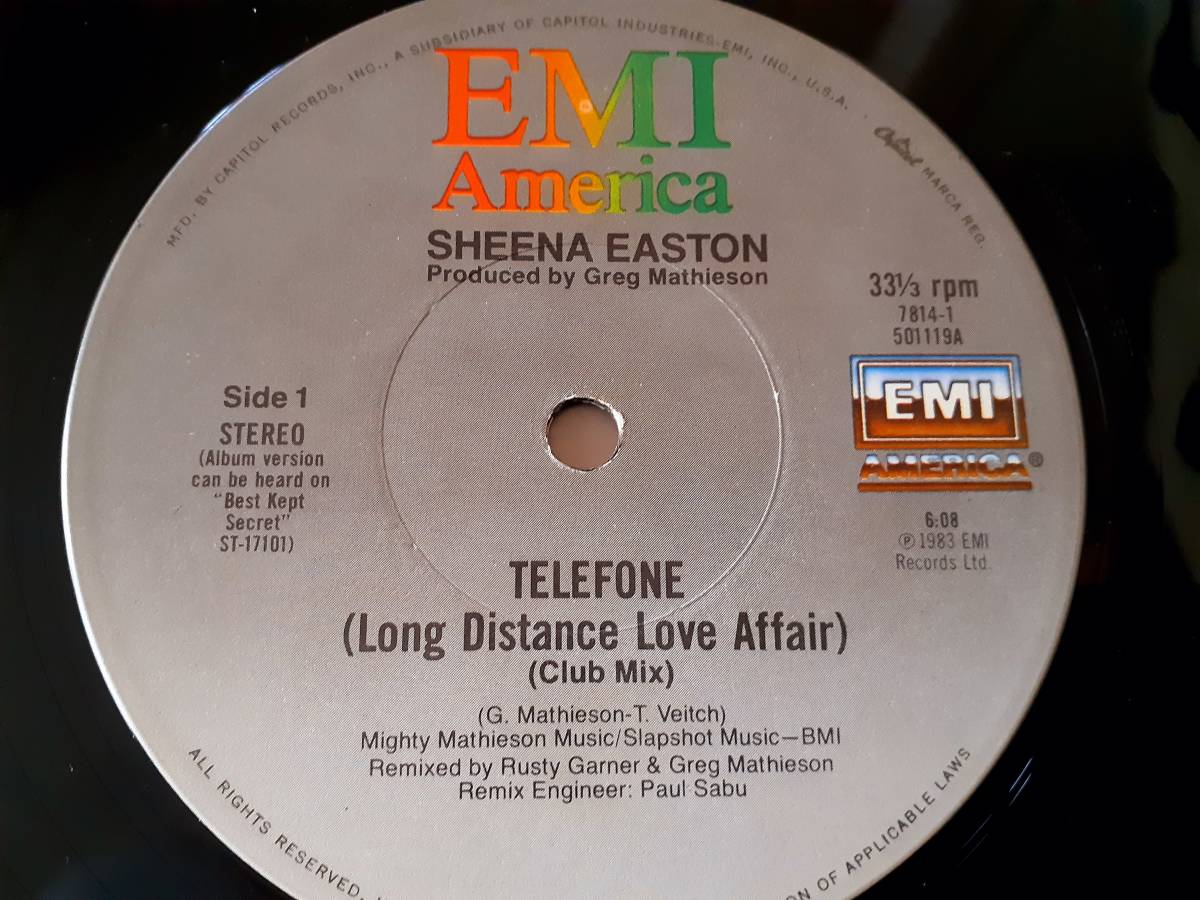 MFD. BY CAPITOL RECORDS, INC., A SUBSIDIARY OF CAPITOL INDUSTRIES-EMI, INC., U.S.A.
Capitol MARCA REG.
EMI
America
SHEENA EASTON
Produced by Greg Mathieson
33⅓ rpm
7814-1
501119A
EMI
AMERICA®
6:08
℗ 1983 EMI
Records Ltd.
Side 1
STEREO
(Album version
can be heard on
"Best Kept
Secret"
ST-17101)
TELEFONE
(Long Distance Love Affair)
(Club Mix)
(G. Mathieson-T. Veitch)
Mighty Mathieson Music/Slapshot Music—BMI
Remixed by Rusty Garner & Greg Mathieson
Remix Engineer: Paul Sabu
ALL RIGHTS RESERVED.
OF APPLICABLE LAWS